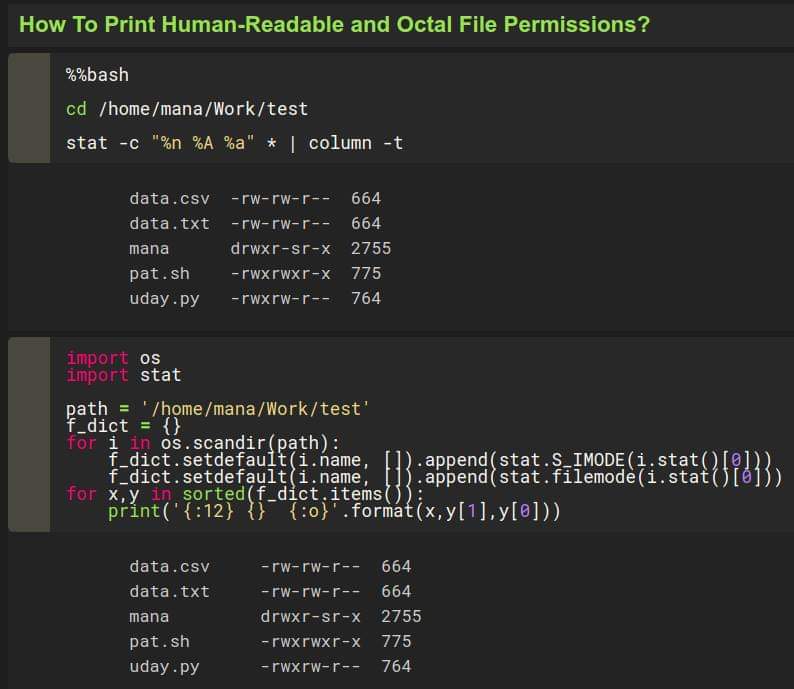 How To Print Human-Readable and Octal File Permissions?
%%bash
cd /home/mana/Work/test
stat -c "%n %A %a" * | column -t
data.csv  -rw-rw-r--  664
data.txt  -rw-rw-r--  664
mana      drwxr-sr-x  2755
pat.sh    -rwxrwxr-x  775
uday.py   -rwxrw-r--  764
import os
import stat
path = '/home/mana/Work/test'
f_dict = {}
for i in os.scandir(path):
    f_dict.setdefault(i.name, []).append(stat.S_IMODE(i.stat()[0]))
    f_dict.setdefault(i.name, []).append(stat.filemode(i.stat()[0]))
for x,y in sorted(f_dict.items()):
    print('{:12} {}  {:o}'.format(x,y[1],y[0]))
data.csv     -rw-rw-r--  664
data.txt     -rw-rw-r--  664
mana         drwxr-sr-x  2755
pat.sh       -rwxrwxr-x  775
uday.py      -rwxrw-r--  764